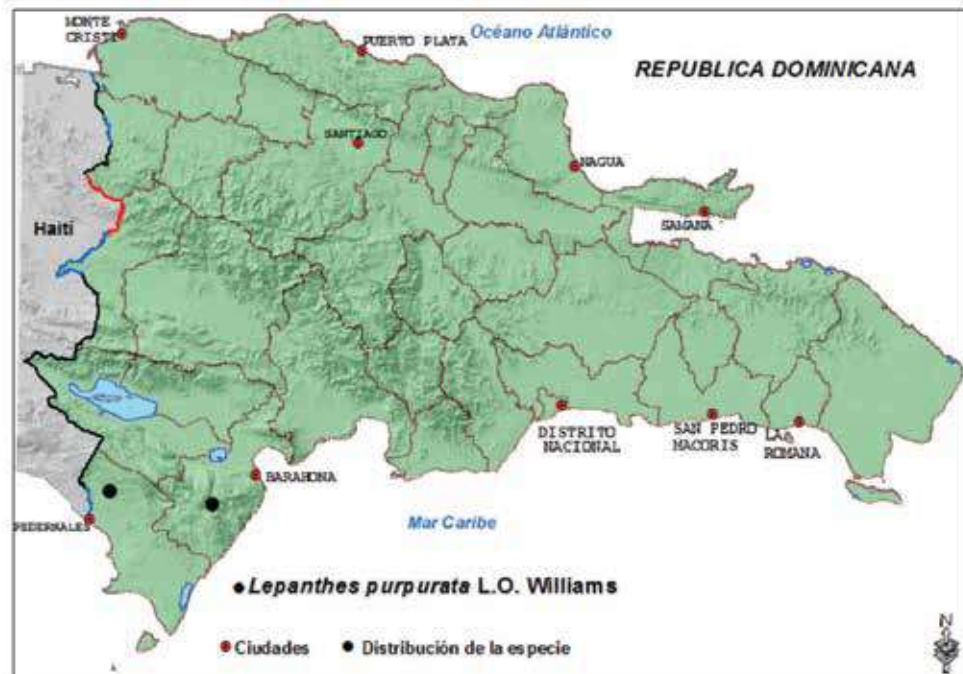 MONTE
CRISTI
PUERTO PLATA
Océano Atlántico
REPUBLICA DOMINICANA
SANTIAGO
NAGUA
SAMANA
Haití
DISTRITO
NACIONAL
SAN PEDRO
MACORIS
LA
ROMANA
BARAHONA
PEDERNALES
Mar Caribe
Lepanthes purpurata L.O. Williams
Ciudades
Distribución de la especie
N